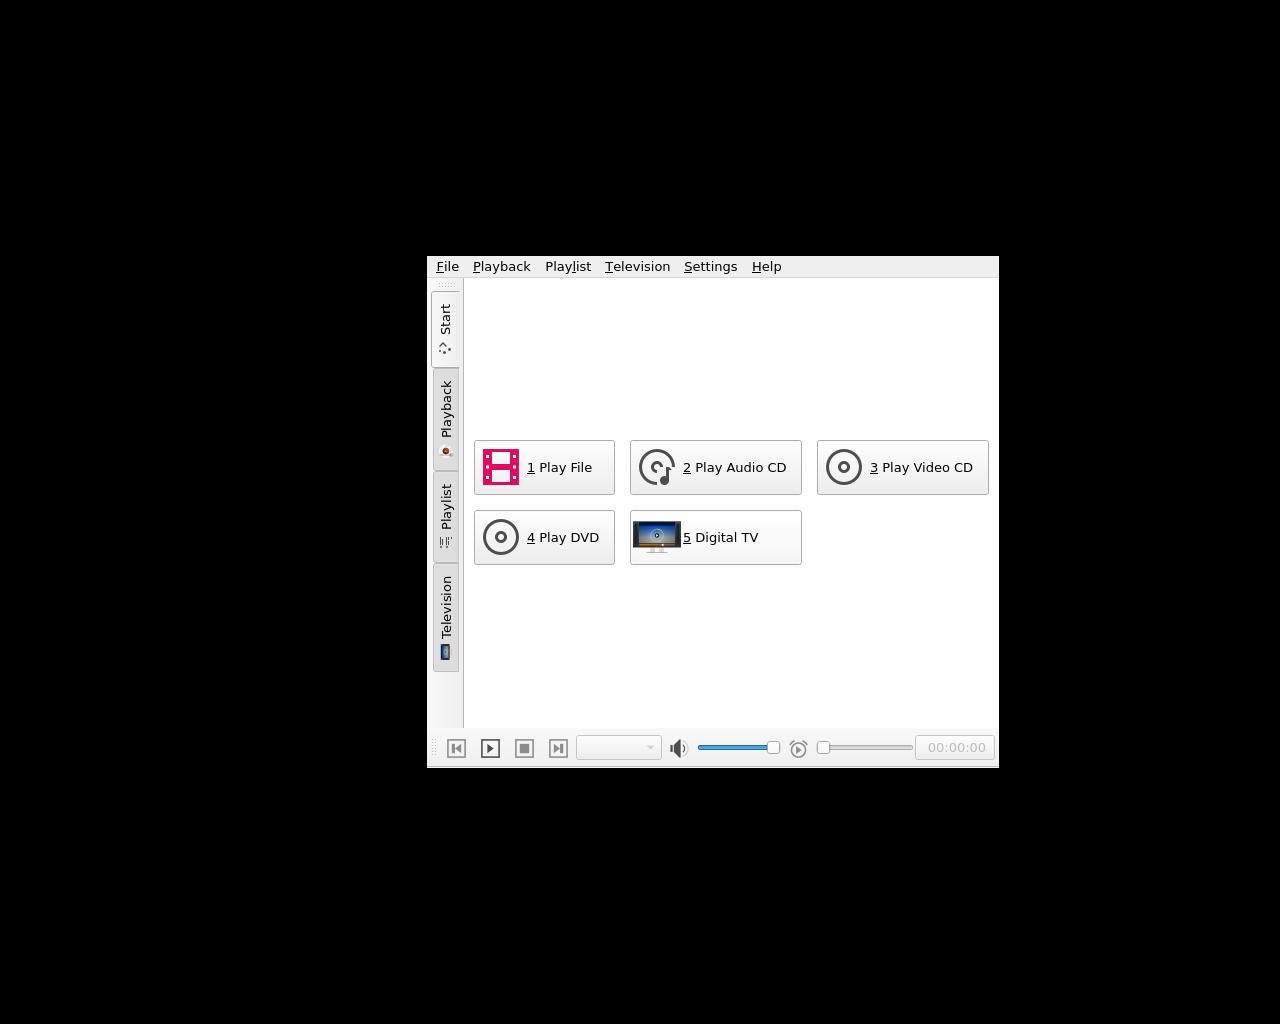 File Playback Playlist Television Settings Help
Start
Playback
Playlist
Television
1 Play File
2 Play Audio CD
3 Play Video CD
4 Play DVD
5 Digital TV
00:00:00